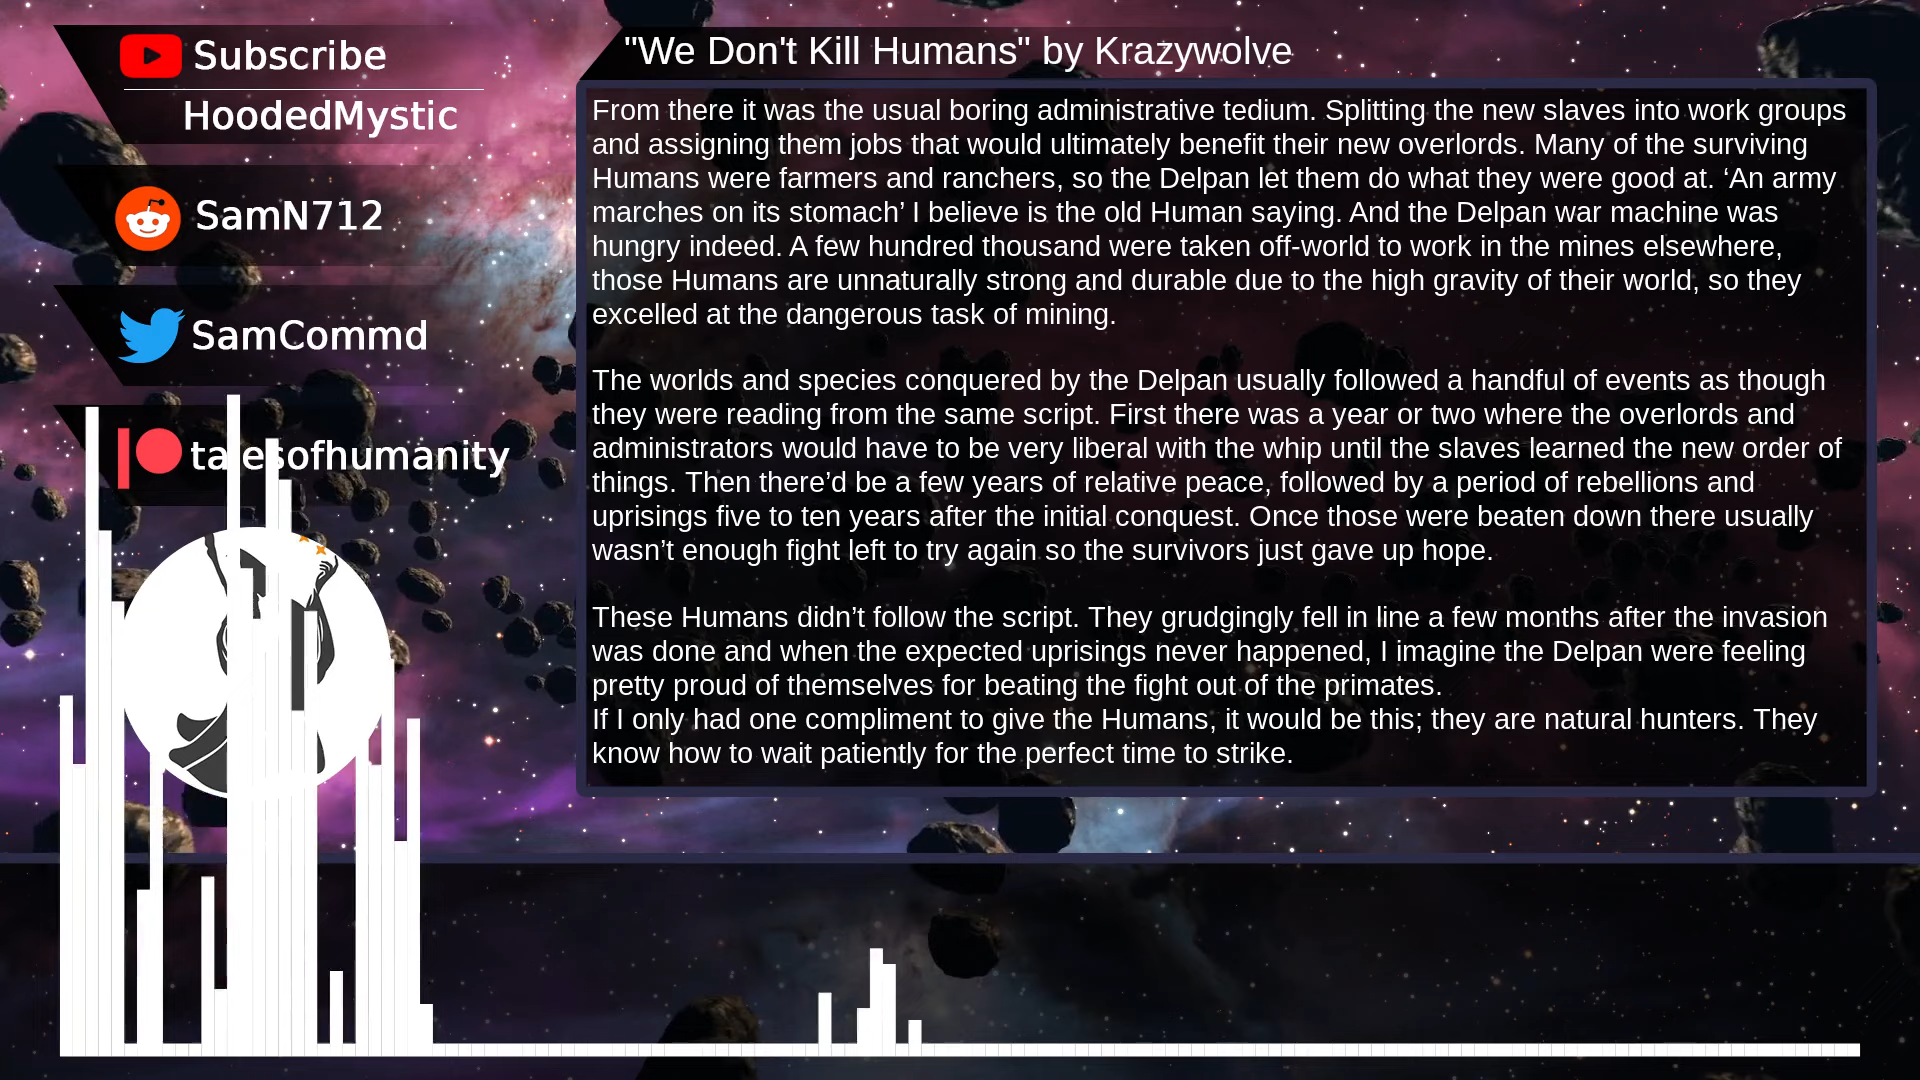 Subscribe
HoodedMystic
SamN712
SamCommd
talesofhumanity
"We Don't Kill Humans" by Krazywolve
From there it was the usual boring administrative tedium. Splitting the new slaves into work groups
and assigning them jobs that would ultimately benefit their new overlords. Many of the surviving
Humans were farmers and ranchers, so the Delpan let them do what they were good at. ‘An army
marches on its stomach’ I believe is the old Human saying. And the Delpan war machine was
hungry indeed. A few hundred thousand were taken off-world to work in the mines elsewhere,
those Humans are unnaturally strong and durable due to the high gravity of their world, so they
excelled at the dangerous task of mining.
The worlds and species conquered by the Delpan usually followed a handful of events as though
they were reading from the same script. First there was a year or two where the overlords and
administrators would have to be very liberal with the whip until the slaves learned the new order of
things. Then there’d be a few years of relative peace, followed by a period of rebellions and
uprisings five to ten years after the initial conquest. Once those were beaten down there usually
wasn’t enough fight left to try again so the survivors just gave up hope.
These Humans didn’t follow the script. They grudgingly fell in line a few months after the invasion
was done and when the expected uprisings never happened, I imagine the Delpan were feeling
pretty proud of themselves for beating the fight out of the primates.
If I only had one compliment to give the Humans, it would be this; they are natural hunters. They
know how to wait patiently for the perfect time to strike.